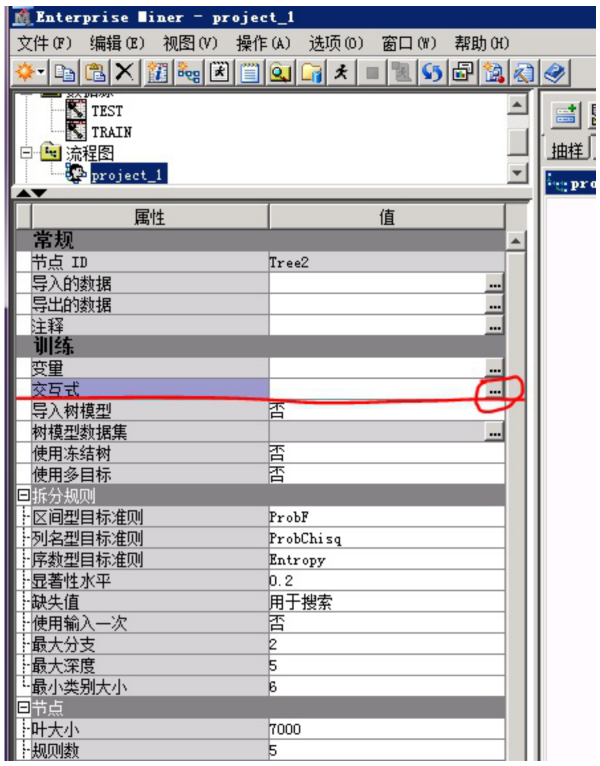 Enterprise Miner - project_1
文件(F) 编辑(E) 视图(V) 操作(A) 选项(O) 窗口(W) 帮助(H)
TEST
TRAIN
流程图
project_1
抽样
pro
属性 值
常规
节点 ID Tree2
导入的数据 ...
导出的数据 ...
注释 ...
训练
变量 ...
交互式 ...
导入树模型 否
树模型数据集 ...
使用冻结树 否
使用多目标 否
拆分规则
区间型目标准则 ProbF
列名型目标准则 ProbChisq
序数型目标准则 Entropy
显著性水平 0.2
缺失值 用于搜索
使用输入一次 否
最大分支 2
最大深度 5
最小类别大小 6
节点
叶大小 7000
规则数 5